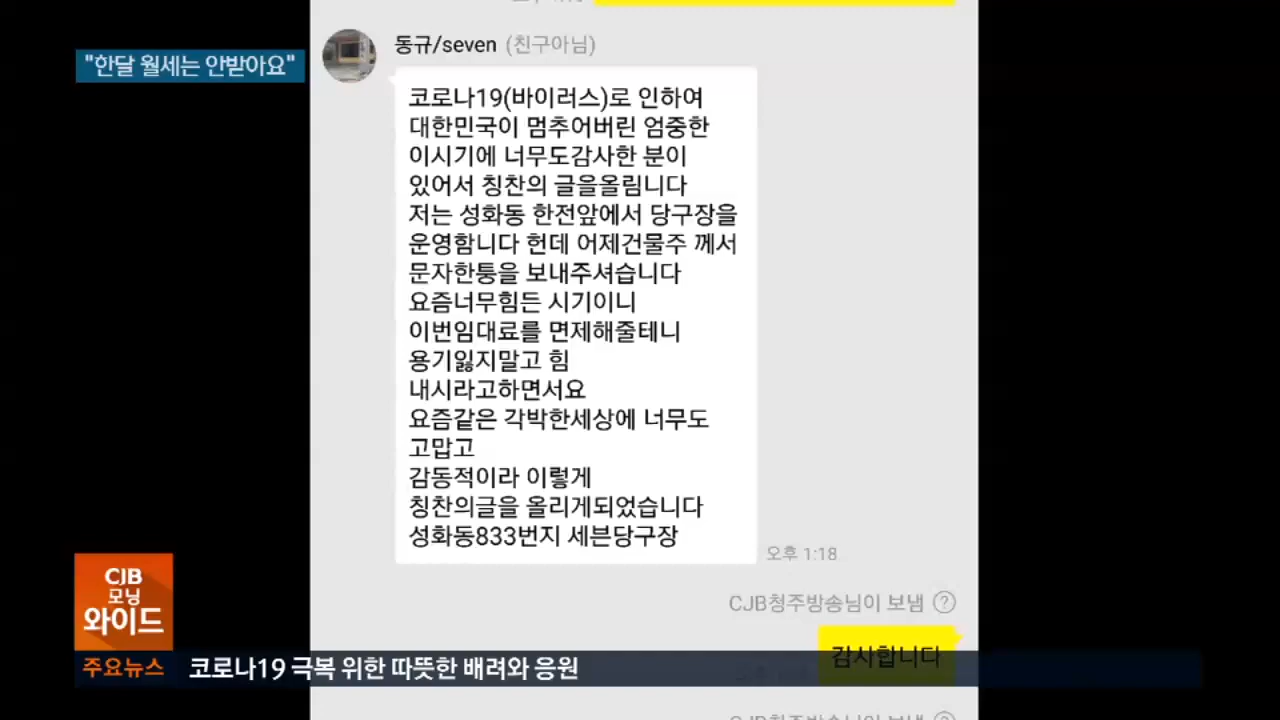 동규/seven (친구아님)
"한달 월세는 안받아요"
코로나19(바이러스)로 인하여
대한민국이 멈추어버린 엄중한
이시기에 너무도감사한 분이
있어서 칭찬의 글을올림니다
저는 성화동 한전앞에서 당구장을
운영함니다 헌데 어제건물주 께서
문자한통을 보내주셔습니다
요즘너무힘든 시기이니
이번임대료를 면제해줄테니
용기잃지말고 힘
내시라고하면서요
요즘같은 각박한세상에 너무도
고맙고
감동적이라 이렇게
칭찬의글을 올리게되었습니다
성화동833번지 세븐당구장
오후 1:18
CJB청주방송님이 보냄 ?
감사합니다
CJB
모닝
와이드
주요뉴스 코로나19 극복 위한 따뜻한 배려와 응원